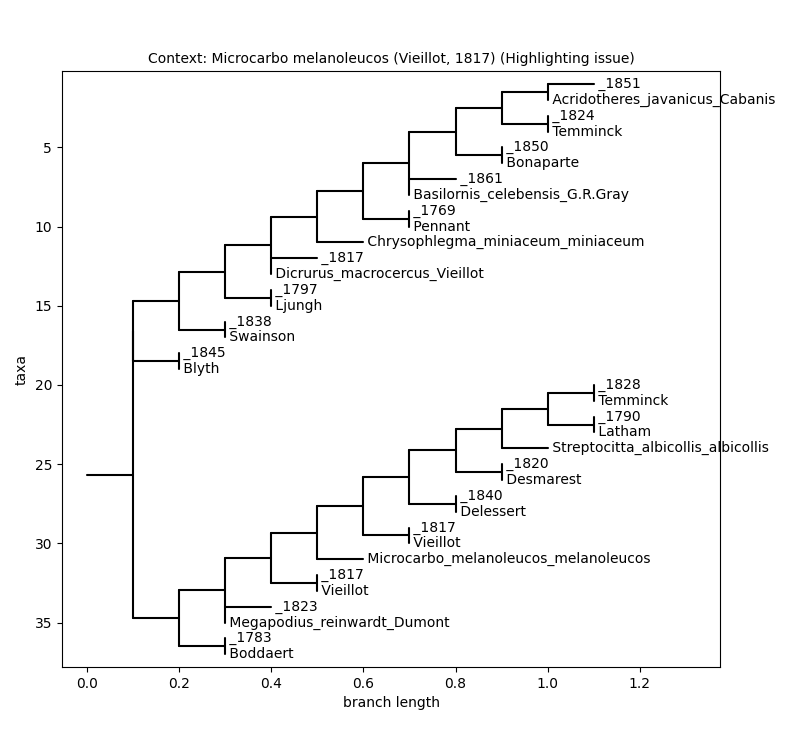 Context: Microcarbo melanoleucos (Vieillot, 1817) (Highlighting issue)
_1851
Acridotheres_javanicus_Cabanis
_1824
Temminck
_1850
Bonaparte
_1861
Basilornis_celebensis_G.R.Gray
_1769
Pennant
Chrysophlegma_miniaceum_miniaceum
_1817
Dicrurus_macrocercus_Vieillot
_1797
Ljungh
_1838
Swainson
_1845
Blyth
_1828
Temminck
_1790
Latham
Streptocitta_albicollis_albicollis
_1820
Desmarest
_1840
Delessert
_1817
Vieillot
Microcarbo_melanoleucos_melanoleucos
_1817
Vieillot
_1823
Megapodius_reinwardt_Dumont
_1783
Boddaert
5
10
15
20
25
30
35
taxa
0.0 0.2 0.4 0.6 0.8 1.0 1.2
branch length